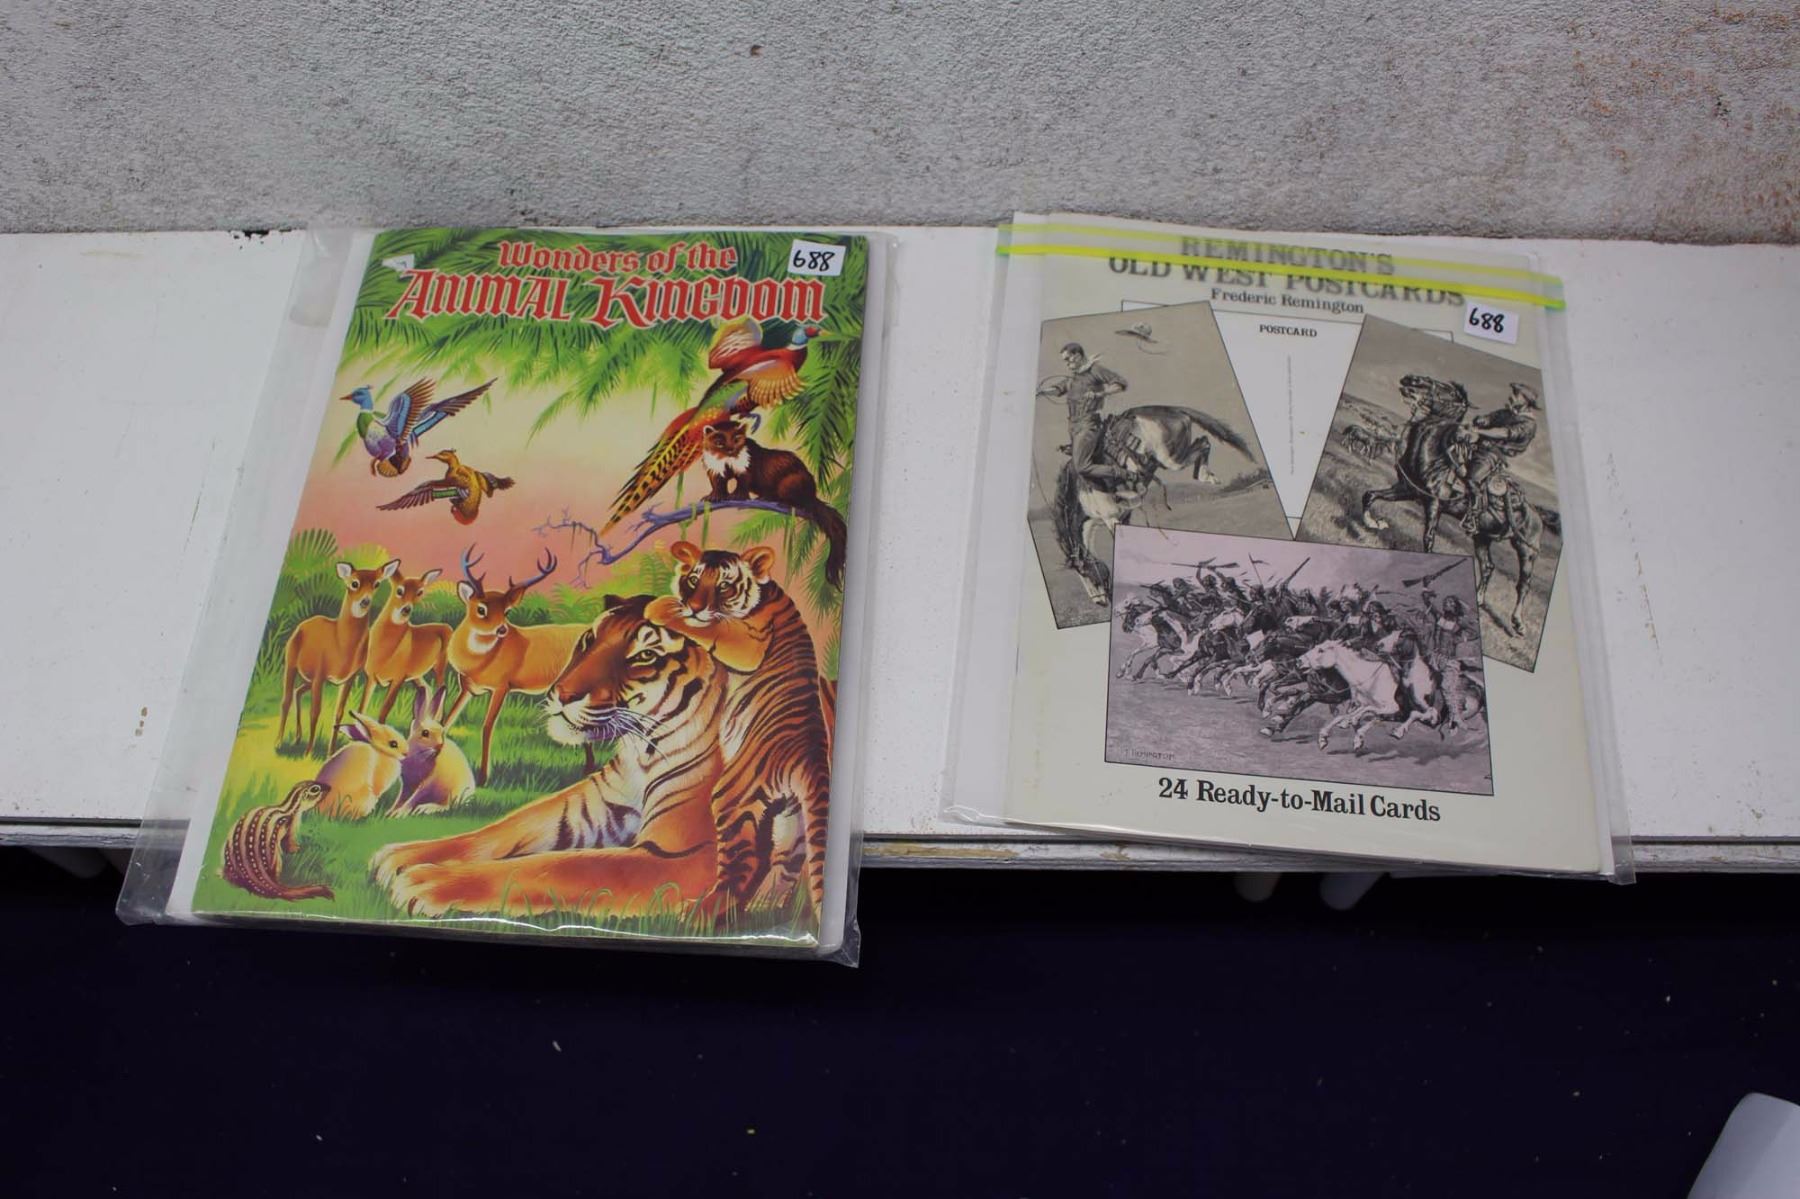 Wonders of the
Animal Kingdom
688
REMINGTON'S
OLD WEST POSTCARDS
Frederic Remington
688
POSTCARD
24 Ready-to-Mail Cards